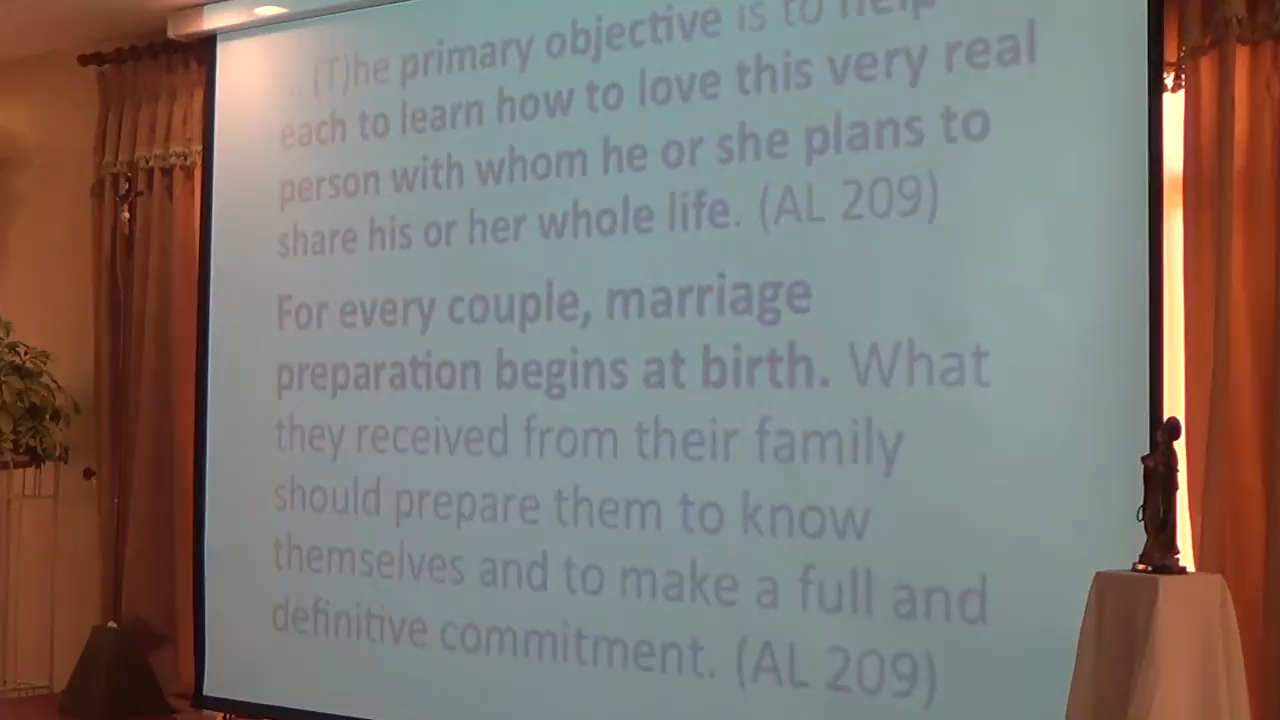 .. (T)he primary objective is to help
each to learn how to love this very real
person with whom he or she plans to
share his or her whole life. (AL 209)
For every couple, marriage
preparation begins at birth. What
they received from their family
should prepare them to know
themselves and to make a full and
definitive commitment. (AL 209)